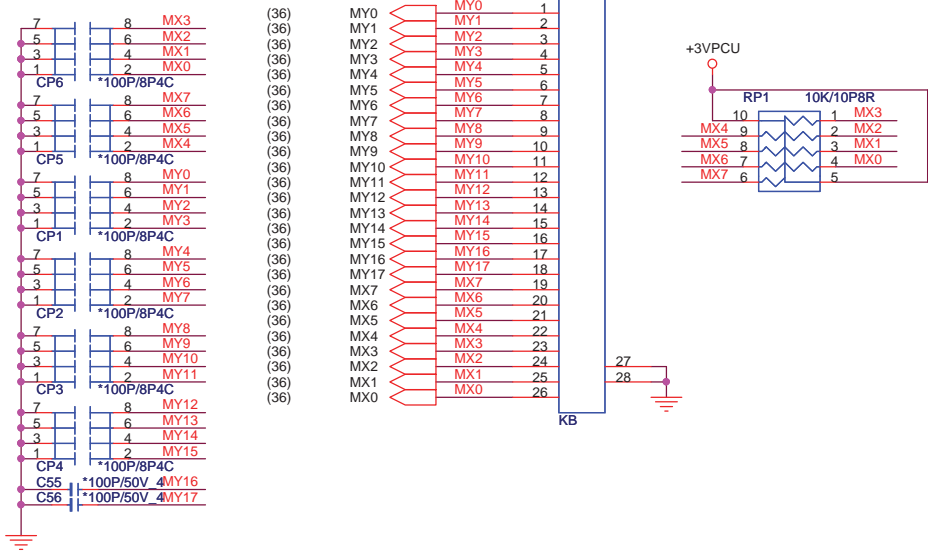 7 8 MX3
5 6 MX2
3 4 MX1
1 2 MX0
CP6 *100P/8P4C
7 8 MX7
5 6 MX6
3 4 MX5
1 2 MX4
CP5 *100P/8P4C
7 8 MY0
5 6 MY1
3 4 MY2
1 2 MY3
CP1 *100P/8P4C
7 8 MY4
5 6 MY5
3 4 MY6
1 2 MY7
CP2 *100P/8P4C
7 8 MY8
5 6 MY9
3 4 MY10
1 2 MY11
CP3 *100P/8P4C
7 8 MY12
5 6 MY13
3 4 MY14
1 2 MY15
CP4 *100P/8P4C
C55 *100P/50V_4 MY16
C56 *100P/50V_4 MY17
(36) MY0 MY0 1
(36) MY1 MY1 2
(36) MY2 MY2 3
(36) MY3 MY3 4
(36) MY4 MY4 5
(36) MY5 MY5 6
(36) MY6 MY6 7
(36) MY7 MY7 8
(36) MY8 MY8 9
(36) MY9 MY9 10
(36) MY10 MY10 11
(36) MY11 MY11 12
(36) MY12 MY12 13
(36) MY13 MY13 14
(36) MY14 MY14 15
(36) MY15 MY15 16
(36) MY16 MY16 17
(36) MY17 MY17 18
(36) MX7 MX7 19
(36) MX6 MX6 20
(36) MX5 MX5 21
(36) MX4 MX4 22
(36) MX3 MX3 23
(36) MX2 MX2 24 27
(36) MX1 MX1 25 28
(36) MX0 MX0 26
KB
+3VPCU
RP1 10K/10P8R
10 1 MX3
MX4 9 2 MX2
MX5 8 3 MX1
MX6 7 4 MX0
MX7 6 5